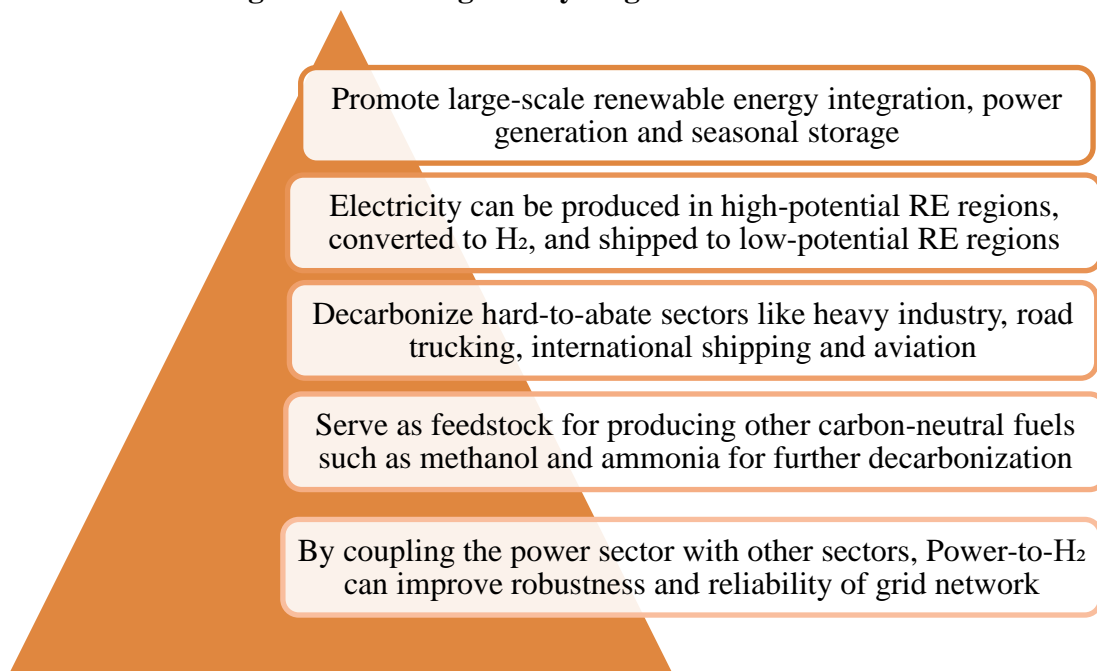 Promote large-scale renewable energy integration, power
generation and seasonal storage
Electricity can be produced in high-potential RE regions,
converted to H₂, and shipped to low-potential RE regions
Decarbonize hard-to-abate sectors like heavy industry, road
trucking, international shipping and aviation
Serve as feedstock for producing other carbon-neutral fuels
such as methanol and ammonia for further decarbonization
By coupling the power sector with other sectors, Power-to-H₂
can improve robustness and reliability of grid network